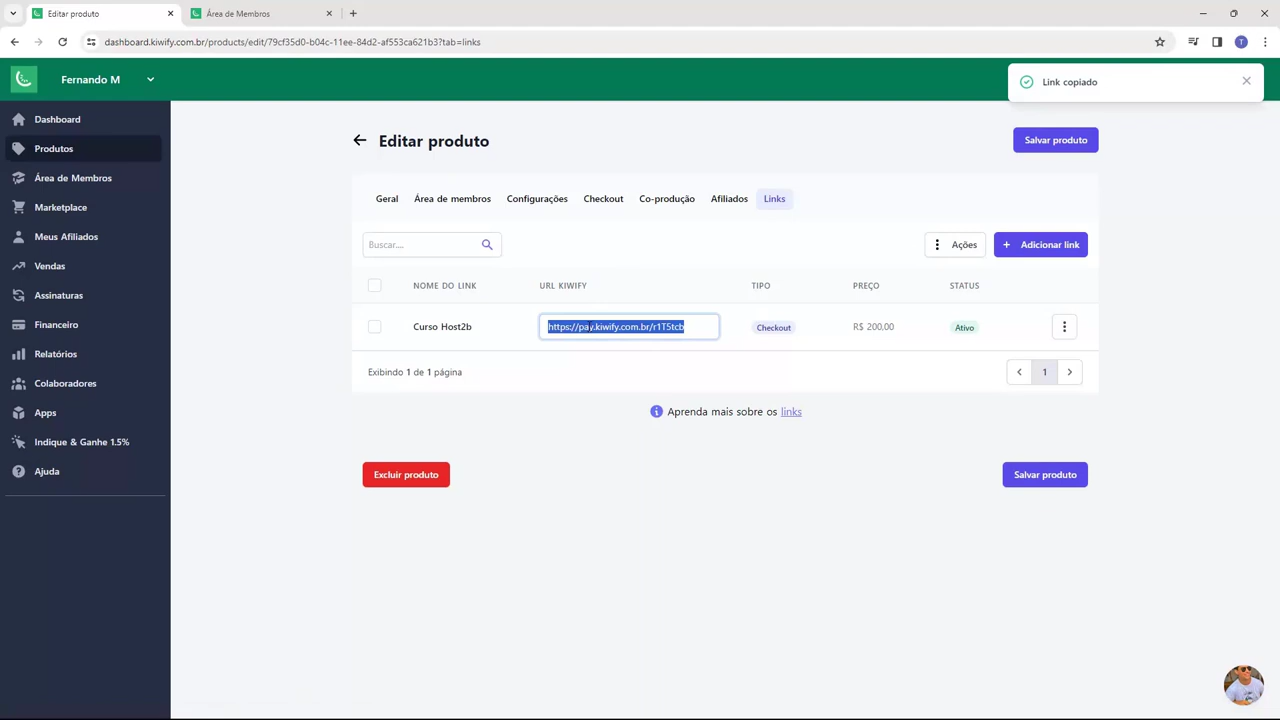 Editar produto
Área de Membros
dashboard.kiwify.com.br/products/edit/79cf35d0-b04c-11ee-84d2-af553ca621b3?tab=links
T
Fernando M
Link copiado
Dashboard
Produtos
Área de Membros
Marketplace
Meus Afiliados
Vendas
Assinaturas
Financeiro
Relatórios
Colaboradores
Apps
Indique & Ganhe 1.5%
Ajuda
Editar produto
Salvar produto
Geral Área de membros Configurações Checkout Co-produção Afiliados Links
Buscar....
Ações
+ Adicionar link
NOME DO LINK URL KIWIFY TIPO PREÇO STATUS
Curso Host2b https://pay.kiwify.com.br/r1T5tcb Checkout R$ 200,00 Ativo
Exibindo 1 de 1 página
1
Aprenda mais sobre os links
Excluir produto
Salvar produto